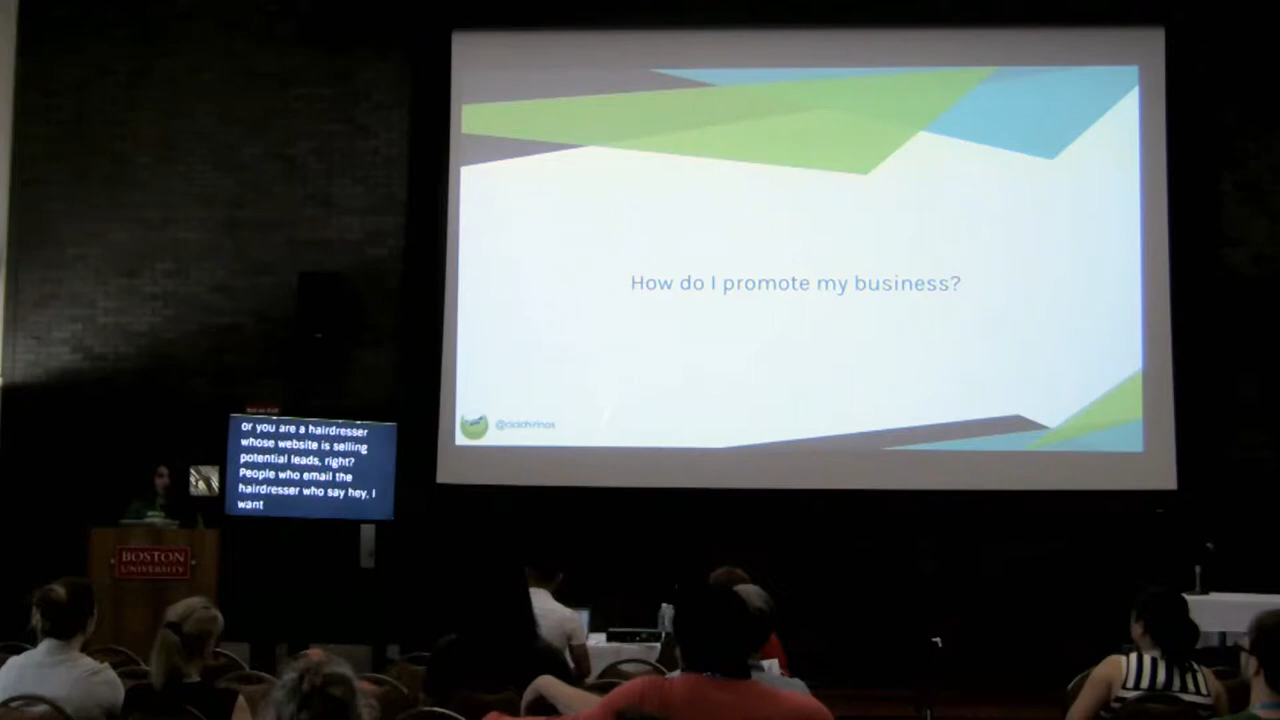 How do I promote my business?
or you are a hairdresser
whose website is selling
potential leads, right?
People who email the
hairdresser who say hey, I
want
BOSTON
UNIVERSITY